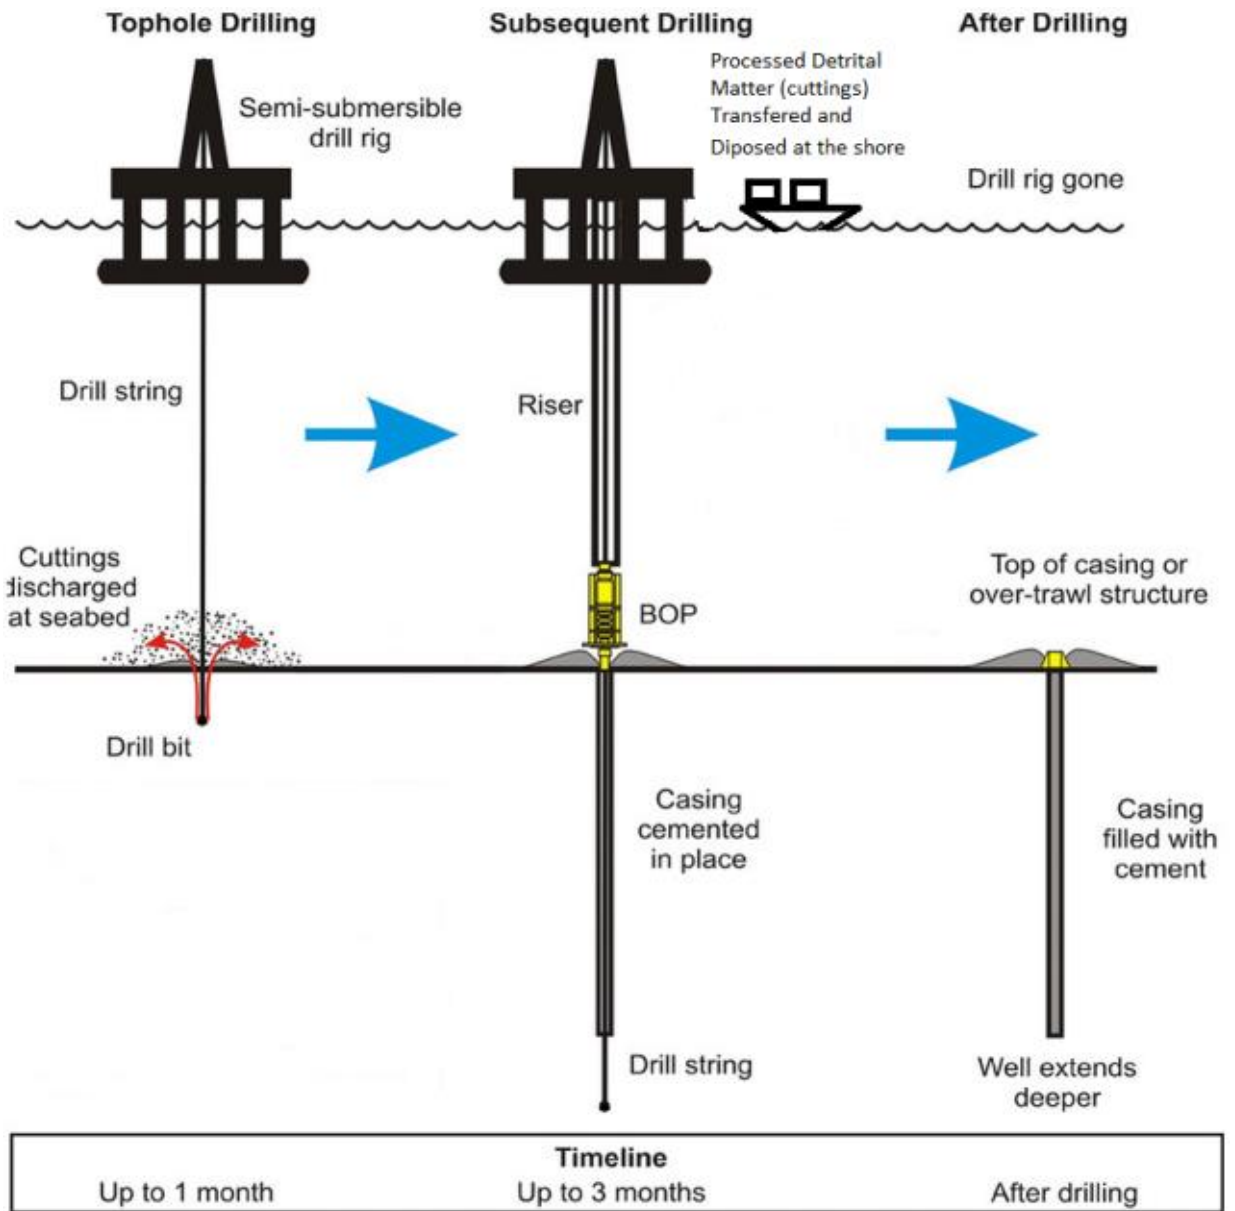 Tophole Drilling
Subsequent Drilling
After Drilling
Semi-submersible
drill rig
Processed Detrital
Matter (cuttings)
Transfered and
Diposed at the shore
Drill rig gone
Drill string
Riser
Cuttings
discharged
at seabed
BOP
Top of casing or
over-trawl structure
Drill bit
Casing
cemented
in place
Casing
filled with
cement
Drill string
Well extends
deeper
Timeline
Up to 1 month
Up to 3 months
After drilling